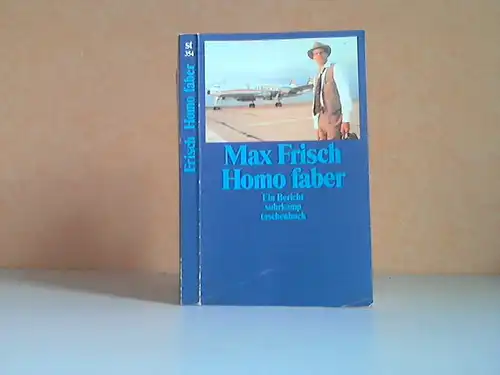 st
354
Frisch Homo faber
Max Frisch
Homo faber
Ein Bericht
suhrkamp
taschenbuch